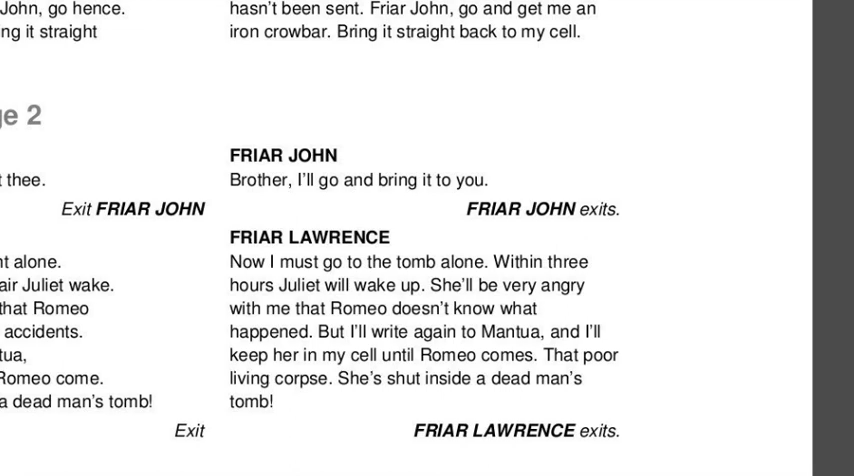 John, go hence.
ng it straight
hasn't been sent. Friar John, go and get me an
iron crowbar. Bring it straight back to my cell.
ge 2
t thee.
Exit FRIAR JOHN
FRIAR JOHN
Brother, I'll go and bring it to you.
FRIAR JOHN exits.
nt alone.
air Juliet wake.
that Romeo
accidents.
tua,
Romeo come.
a dead man's tomb!
Exit
FRIAR LAWRENCE
Now I must go to the tomb alone. Within three
hours Juliet will wake up. She'll be very angry
with me that Romeo doesn't know what
happened. But I'll write again to Mantua, and I'll
keep her in my cell until Romeo comes. That poor
living corpse. She's shut inside a dead man's
tomb!
FRIAR LAWRENCE exits.